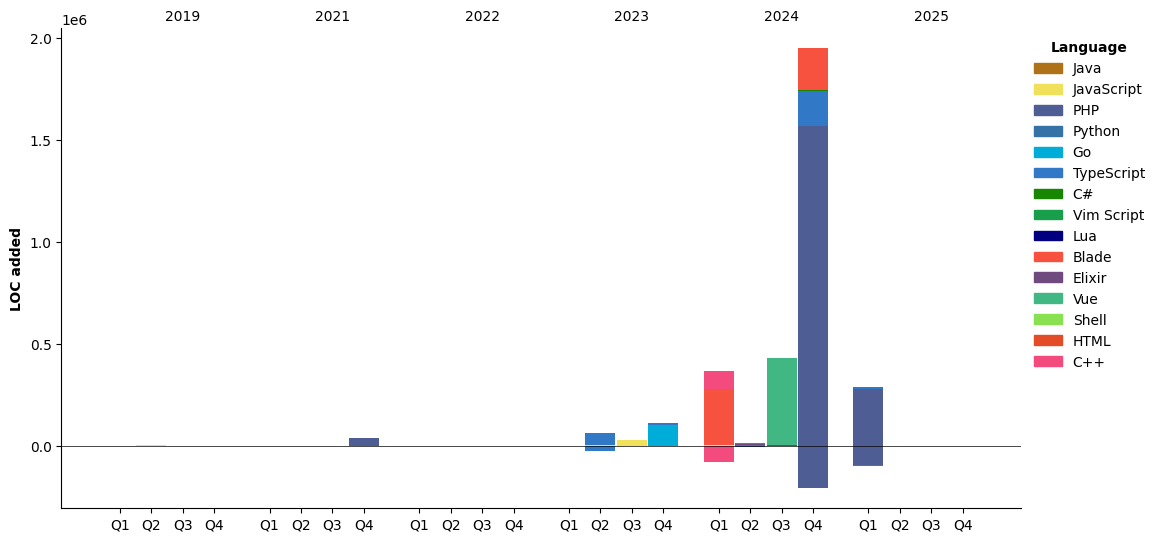 1e6
2019 2021 2022 2023 2024 2025
2.0
1.5
1.0
0.5
0.0
LOC added
Q1 Q2 Q3 Q4 Q1 Q2 Q3 Q4 Q1 Q2 Q3 Q4 Q1 Q2 Q3 Q4 Q1 Q2 Q3 Q4 Q1 Q2 Q3 Q4
Language
Java
JavaScript
PHP
Python
Go
TypeScript
C#
Vim Script
Lua
Blade
Elixir
Vue
Shell
HTML
C++